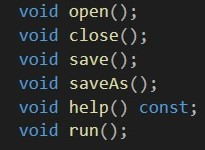 void open();
void close();
void save();
void saveAs();
void help() const;
void run();